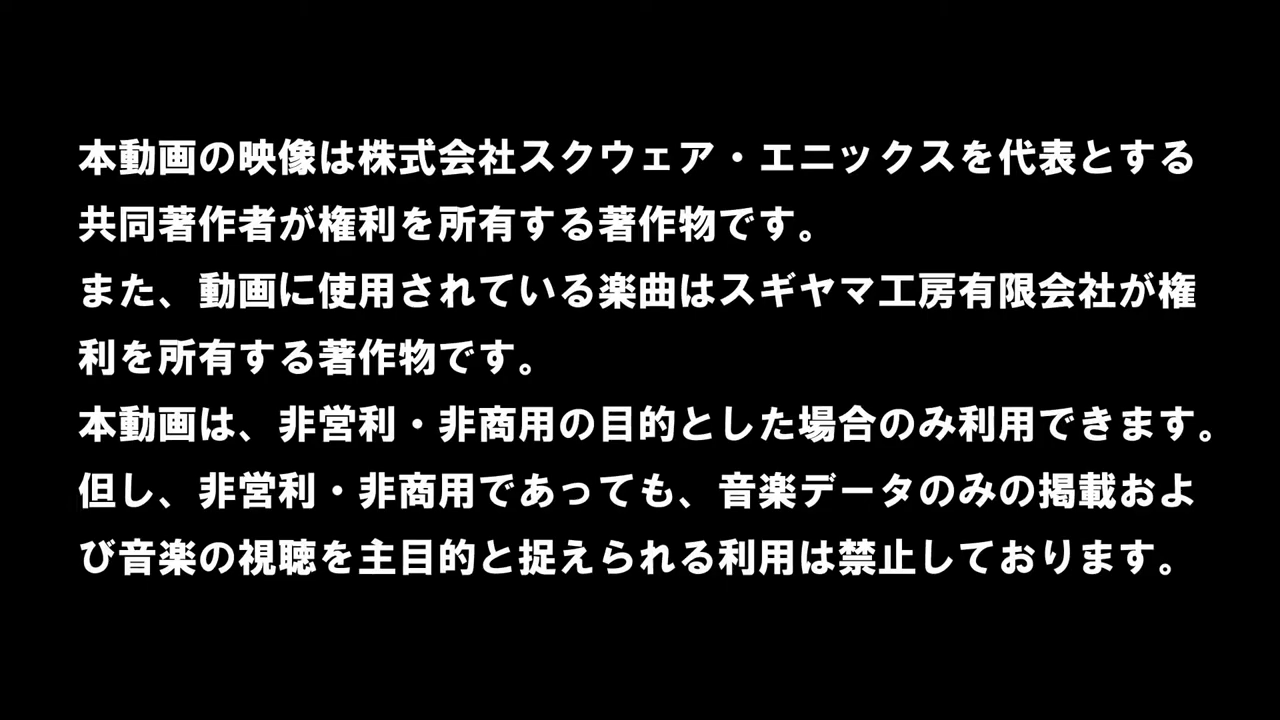 本動画の映像は株式会社スクウェア・エニックスを代表とする
共同著作者が権利を所有する著作物です。
また、動画に使用されている楽曲はスギヤマ工房有限会社が権
利を所有する著作物です。
本動画は、非営利・非商用の目的とした場合のみ利用できます。
但し、非営利・非商用であっても、音楽データのみの掲載およ
び音楽の視聴を主目的と捉えられる利用は禁止しております。